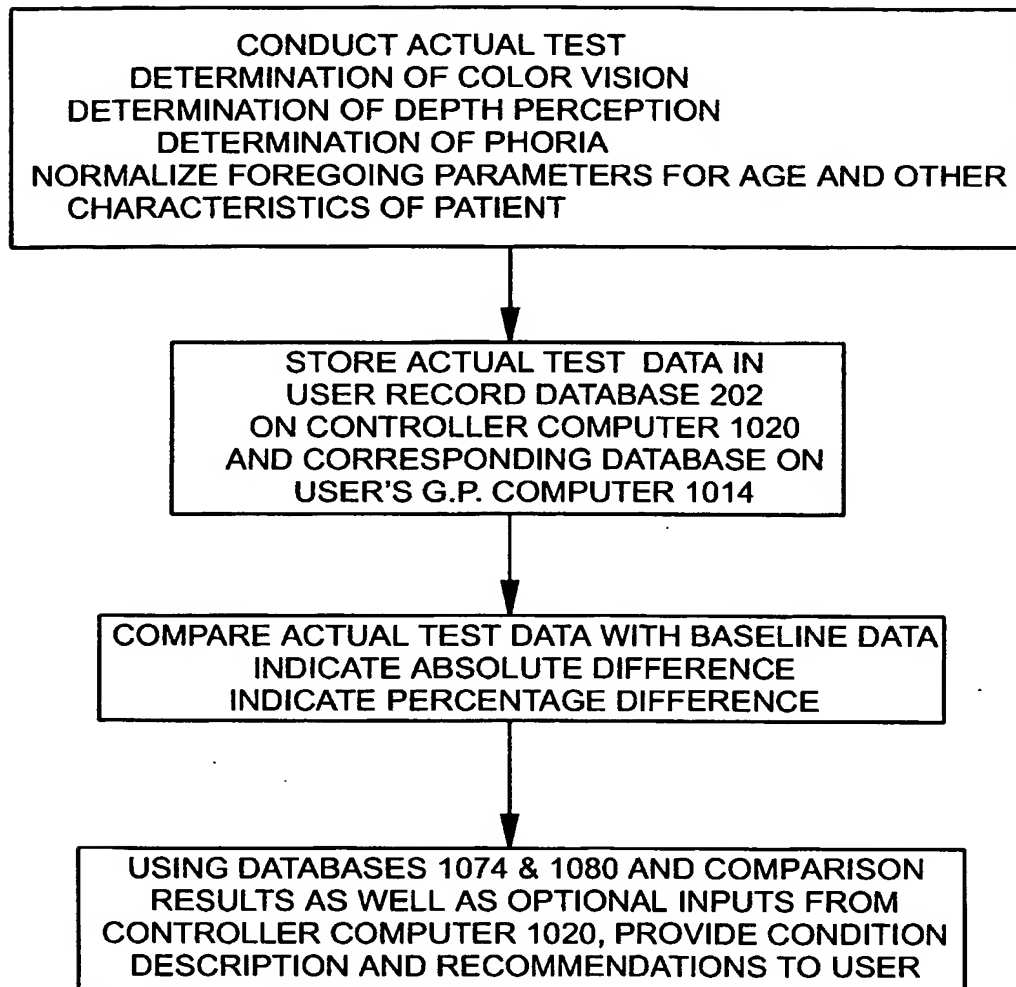 CONDUCT ACTUAL TEST
DETERMINATION OF COLOR VISION
DETERMINATION OF DEPTH PERCEPTION
DETERMINATION OF PHORIA
NORMALIZE FOREGOING PARAMETERS FOR AGE AND OTHER
CHARACTERISTICS OF PATIENT
STORE ACTUAL TEST DATA IN
USER RECORD DATABASE 202
ON CONTROLLER COMPUTER 1020
AND CORRESPONDING DATABASE ON
USER'S G.P. COMPUTER 1014
COMPARE ACTUAL TEST DATA WITH BASELINE DATA
INDICATE ABSOLUTE DIFFERENCE
INDICATE PERCENTAGE DIFFERENCE
USING DATABASES 1074 & 1080 AND COMPARISON
RESULTS AS WELL AS OPTIONAL INPUTS FROM
CONTROLLER COMPUTER 1020, PROVIDE CONDITION
DESCRIPTION AND RECOMMENDATIONS TO USER